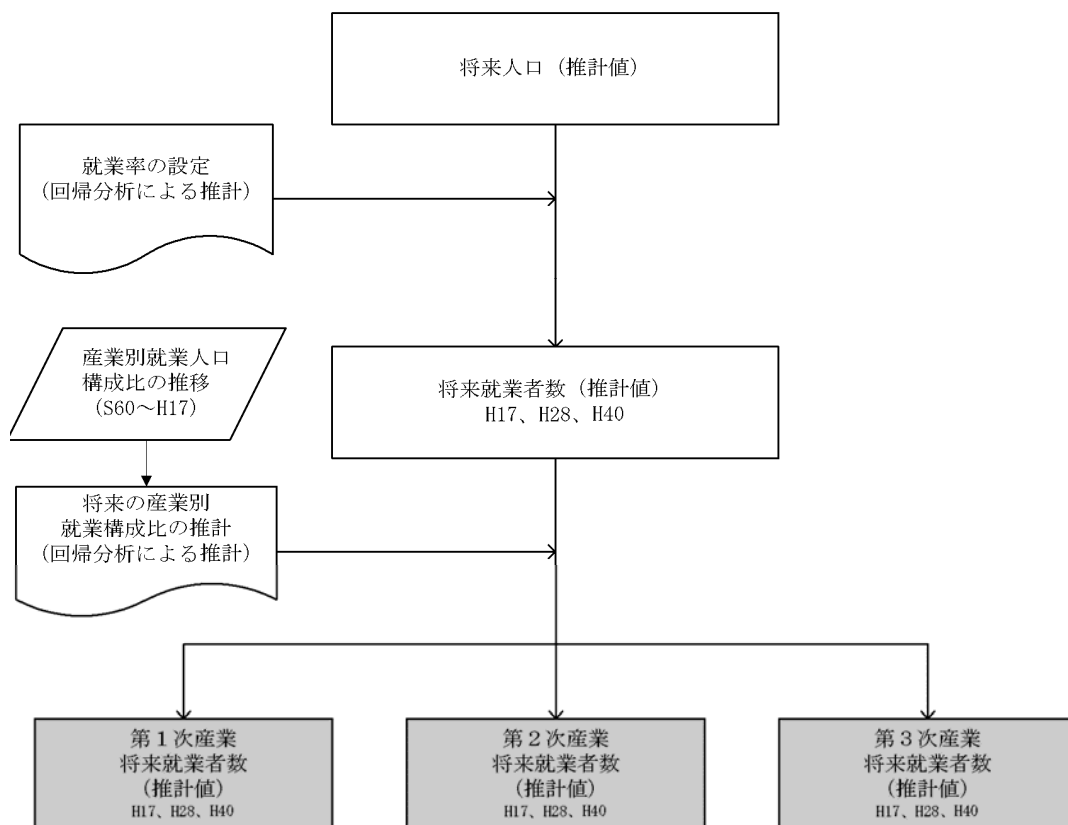 将来人口（推計値）
就業率の設定
（回帰分析による推計）
産業別就業人口
構成比の推移
（S60～H17）
将来就業者数（推計値）
H17、H28、H40
将来の産業別
就業構成比の推計
（回帰分析による推計）
第１次産業
将来就業者数
（推計値）
H17、H28、H40
第２次産業
将来就業者数
（推計値）
H17、H28、H40
第３次産業
将来就業者数
（推計値）
H17、H28、H40